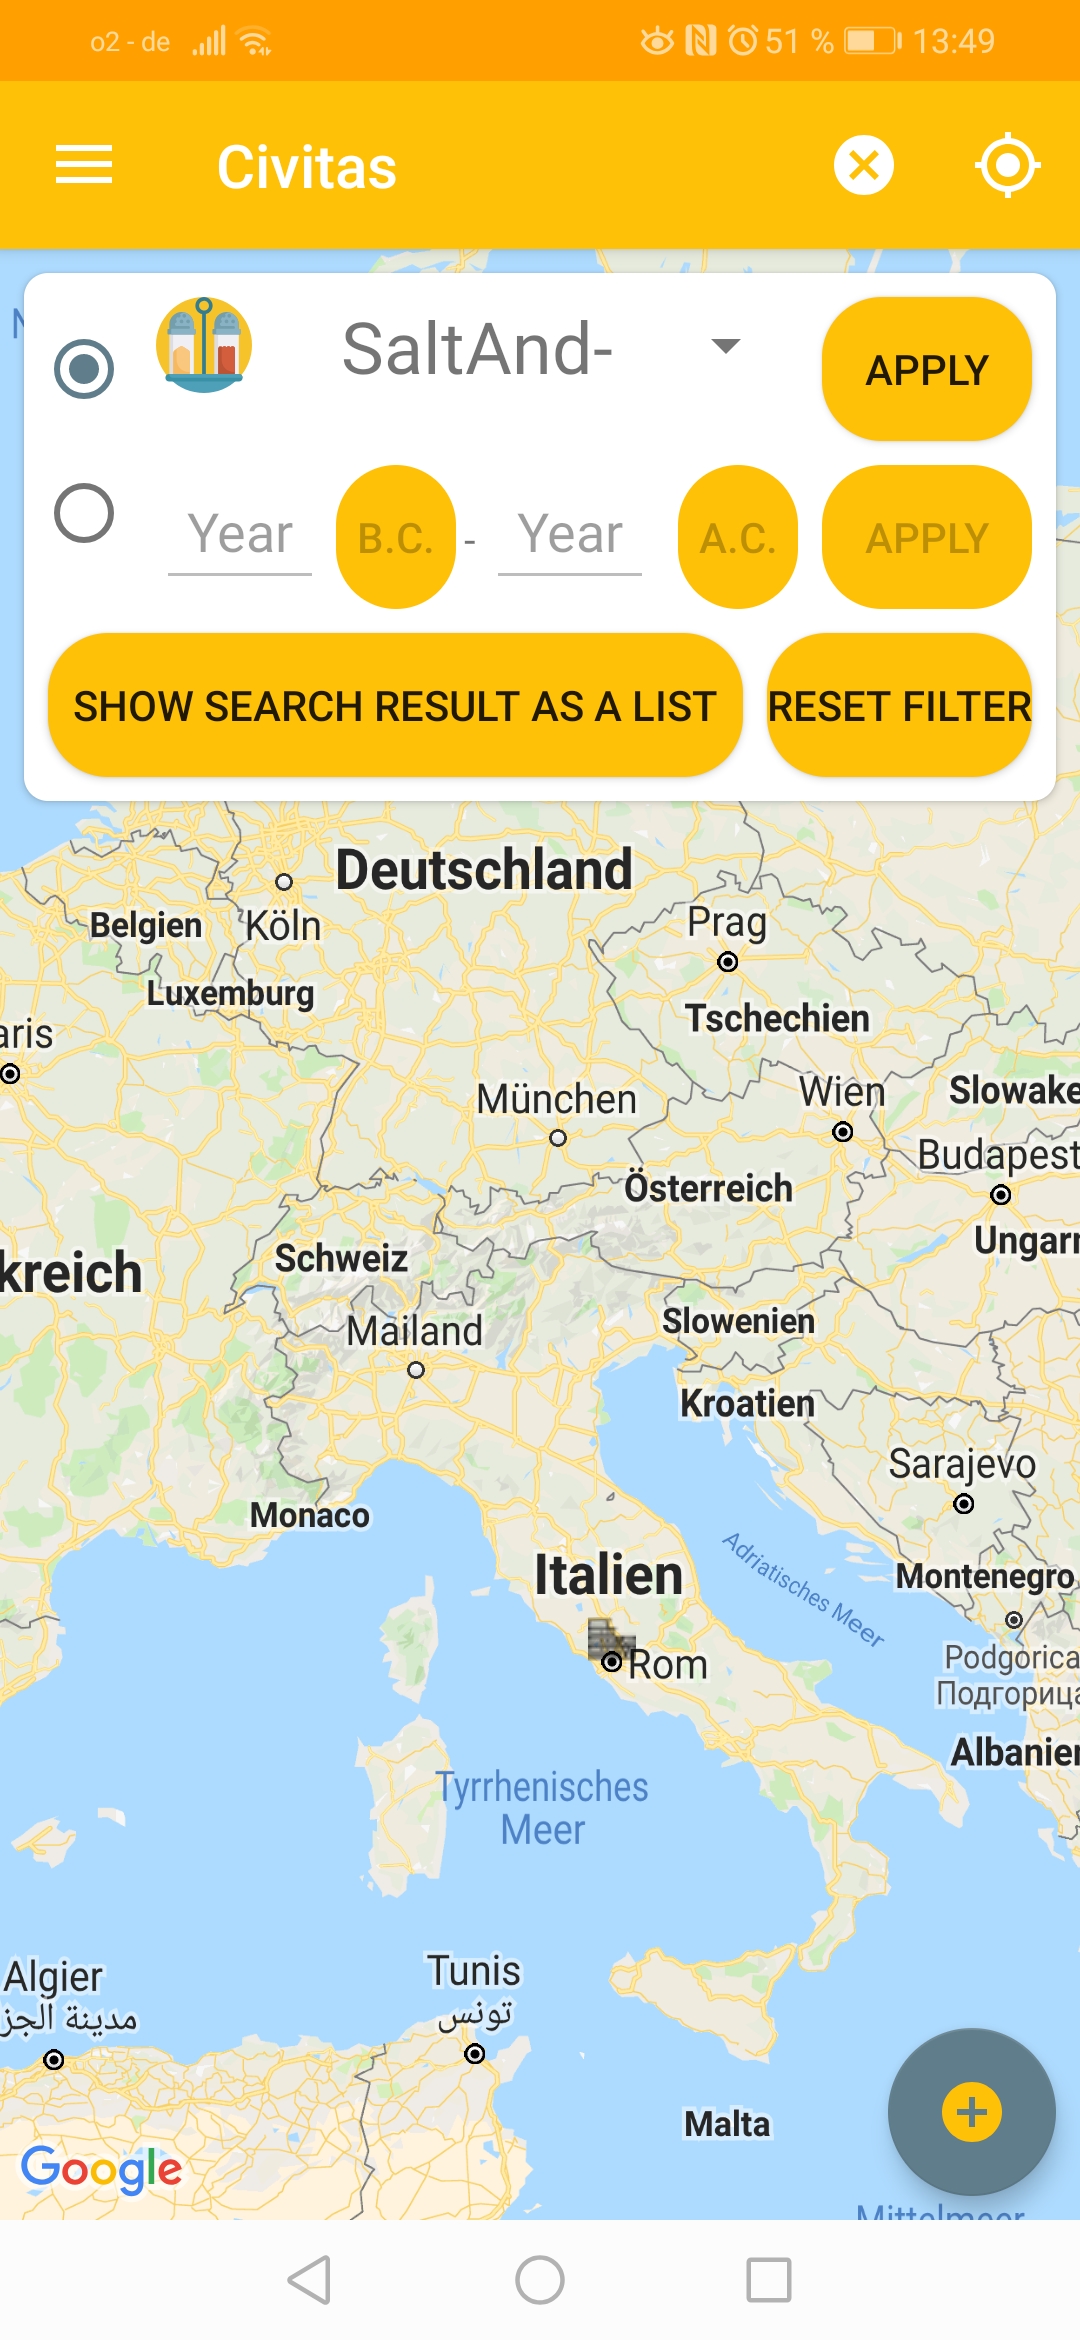 o2 - de
51 %
13:49
Civitas
SaltAnd-
APPLY
Year
B.C.
-
Year
A.C.
APPLY
SHOW SEARCH RESULT AS A LIST
RESET FILTER
Deutschland
Belgien
Köln
Prag
Luxemburg
Tschechien
aris
München
Wien
Slowake
Budapest
Österreich
Ungarn
kreich
Schweiz
Slowenien
Mailand
Kroatien
Sarajevo
Monaco
Adriatisches Meer
Italien
Montenegro
Rom
Podgorica
Подгорица
Albanien
Tyrrhenisches
Meer
Algier
مدينة الجز
Tunis
تونس
Malta
Google
Mittelmeer